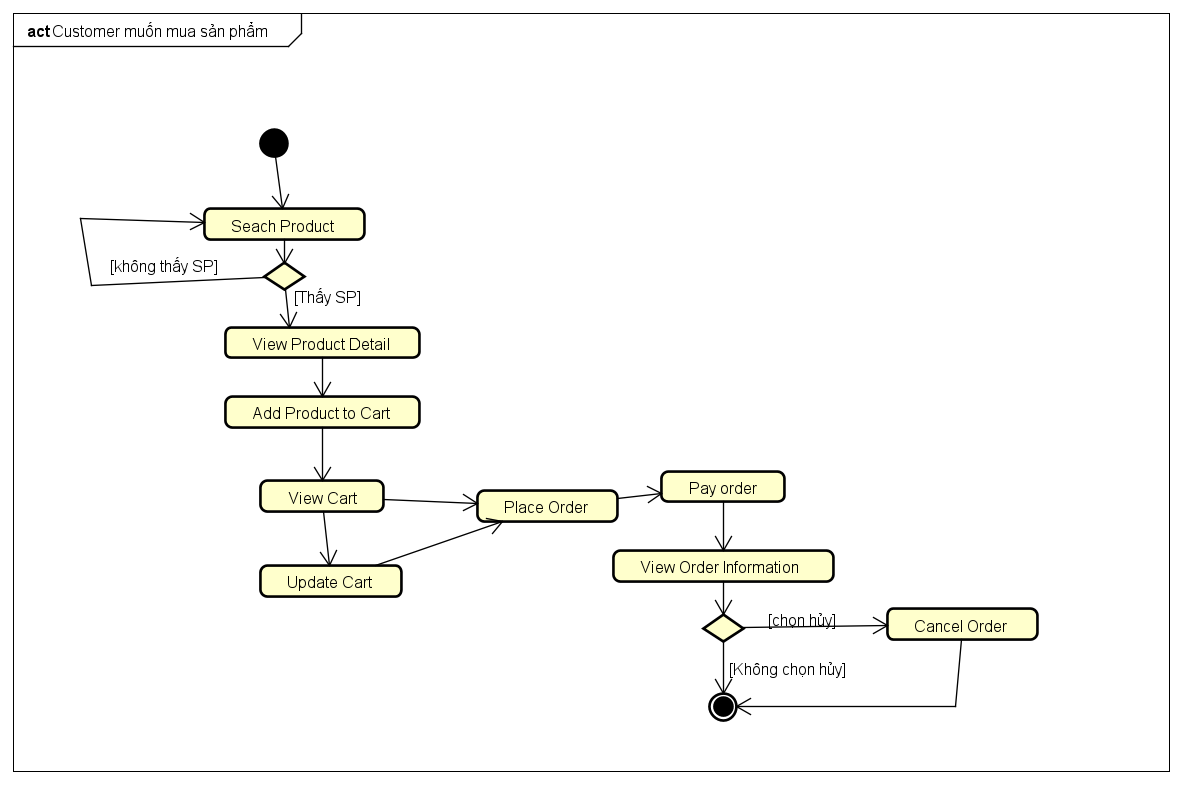 act Customer muốn mua sản phẩm
Seach Product
[không thấy SP]
[Thấy SP]
View Product Detail
Add Product to Cart
View Cart
Place Order
Pay order
Update Cart
View Order Information
[chọn hủy]
Cancel Order
[Không chọn hủy]